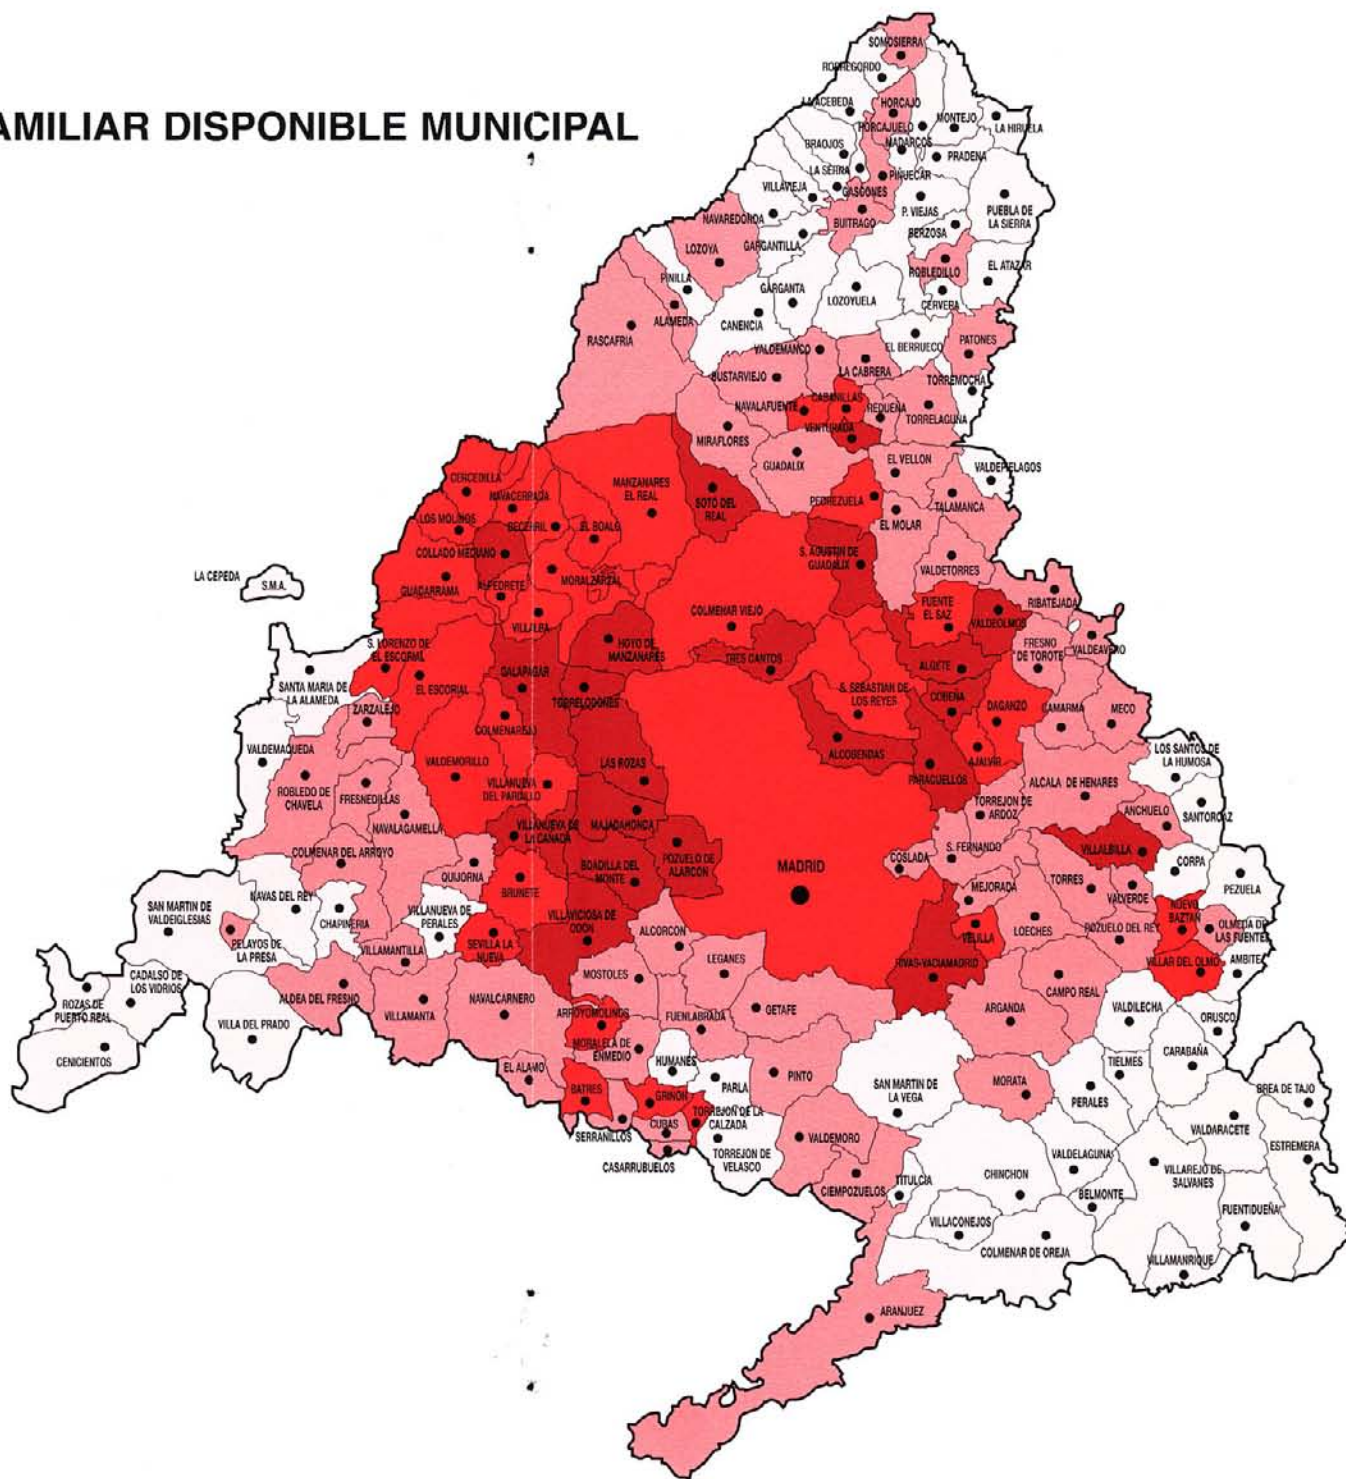 AMILIAR DISPONIBLE MUNICIPAL
SOMOSIERRA
ROBREGORDO
LA ACEBEDA
HORCAJO
HORCAJUELO
MONTEJO
LA HIRUELA
MADARCOS
BRAOJOS
PRADENA
LA SERNA
PIÑUECAR
VILLAVIEJA
GASCONES
P. VIEJAS
PUEBLA DE
LA SIERRA
NAVAREDONDA
BUITRAGO
BERZOSA
GARGANTILLA
LOZOYA
ROBLEDILLO
EL ATAZAR
PINILLA
GARGANTA
LOZOYUELA
CERVERA
ALAMEDA
CANENCIA
RASCAFRIA
EL BERRUECO
PATONES
VALDEMANCO
LA CABRERA
BUSTARVIEJO
TORREMOCHA
CABANILLAS
NAVALAFUENTE
REDUEÑA
TORRELAGUNA
VENTURADA
MIRAFLORES
GUADALIX
EL VELLON
VALDEPIELAGOS
CERCEDILLA
MANZANARES
EL REAL
NAVACERRADA
SOTO DEL
REAL
PEDREZUELA
TALAMANCA
LOS MOLINOS
BECERRIL
EL BOALO
EL MOLAR
COLLADO MEDIANO
S. AGUSTIN DE
GUADALIX
VALDETORRES
LA CEPEDA
S.M.A.
GUADARRAMA
ALPEDRETE
MORALZARZAL
RIBATEJADA
COLMENAR VIEJO
FUENTE
EL SAZ
VALDEOLMOS
VILLALBA
HOYO DE
MANZANARES
FRESNO
DE TOROTE
VALDEAVERO
S. LORENZO DE
EL ESCORIAL
TRES CANTOS
ALGETE
SANTA MARIA DE
LA ALAMEDA
EL ESCORIAL
GALAPAGAR
TORRELODONES
S. SEBASTIAN DE
LOS REYES
COBEÑA
DAGANZO
CAMARMA
MECO
ZARZALEJO
COLMENAREJO
VALDEMAQUEDA
ALCOBENDAS
AJALVIR
LOS SANTOS DE
LA HUMOSA
VALDEMORILLO
LAS ROZAS
PARACUELLOS
ROBLEDO DE
CHAVELA
FRESNEDILLAS
VILLANUEVA
DEL PARDILLO
ALCALA DE HENARES
NAVALAGAMELLA
MAJADAHONDA
TORREJON DE
ARDOZ
ANCHUELO
SANTORCAZ
VILLANUEVA DE
LA CAÑADA
COLMENAR DEL ARROYO
POZUELO DE
ALARCON
S. FERNANDO
VILLALBILLA
CORPA
QUIJORNA
BOADILLA DEL
MONTE
MADRID
COSLADA
PEZUELA
BRUNETE
MEJORADA
TORRES
VALVERDE
NAVAS DEL REY
SAN MARTIN DE
VALDEIGLESIAS
CHAPINERIA
VILLANUEVA DE
PERALES
VILLAVICIOSA DE
ODON
NUEVO
BAZTAN
OLMEDA DE
LAS FUENTES
PELAYOS DE
LA PRESA
SEVILLA LA
NUEVA
ALCORCON
VELILLA
LOECHES
POZUELO DEL REY
VILLAMANTILLA
LEGANES
RIVAS-VACIAMADRID
VILLAR DEL OLMO
AMBITE
CADALSO DE
LOS VIDRIOS
MOSTOLES
CAMPO REAL
ROZAS DE
PUERTO REAL
ALDEA DEL FRESNO
VILLAMANTA
NAVALCARNERO
GETAFE
ARGANDA
VALDILECHA
ORUSCO
VILLA DEL PRADO
ARROYOMOLINOS
FUENLABRADA
CENICIENTOS
MORALEJA DE
ENMEDIO
HUMANES
CARABAÑA
EL ALAMO
PINTO
TIELMES
BATRES
PARLA
SAN MARTIN DE
LA VEGA
MORATA
PERALES
BREA DE TAJO
GRIÑON
TORREJON DE LA
CALZADA
SERRANILLOS
CUBAS
VALDARACETE
VALDEMORO
CASARRUBUELOS
TORREJON DE
VELASCO
ESTREMERA
VALDELAGUNA
VILLAREJO DE
SALVANES
CHINCHON
CIEMPOZUELOS
TITULCIA
BELMONTE
VILLACONEJOS
FUENTIDUEÑA
COLMENAR DE OREJA
VILLAMANRIQUE
ARANJUEZ